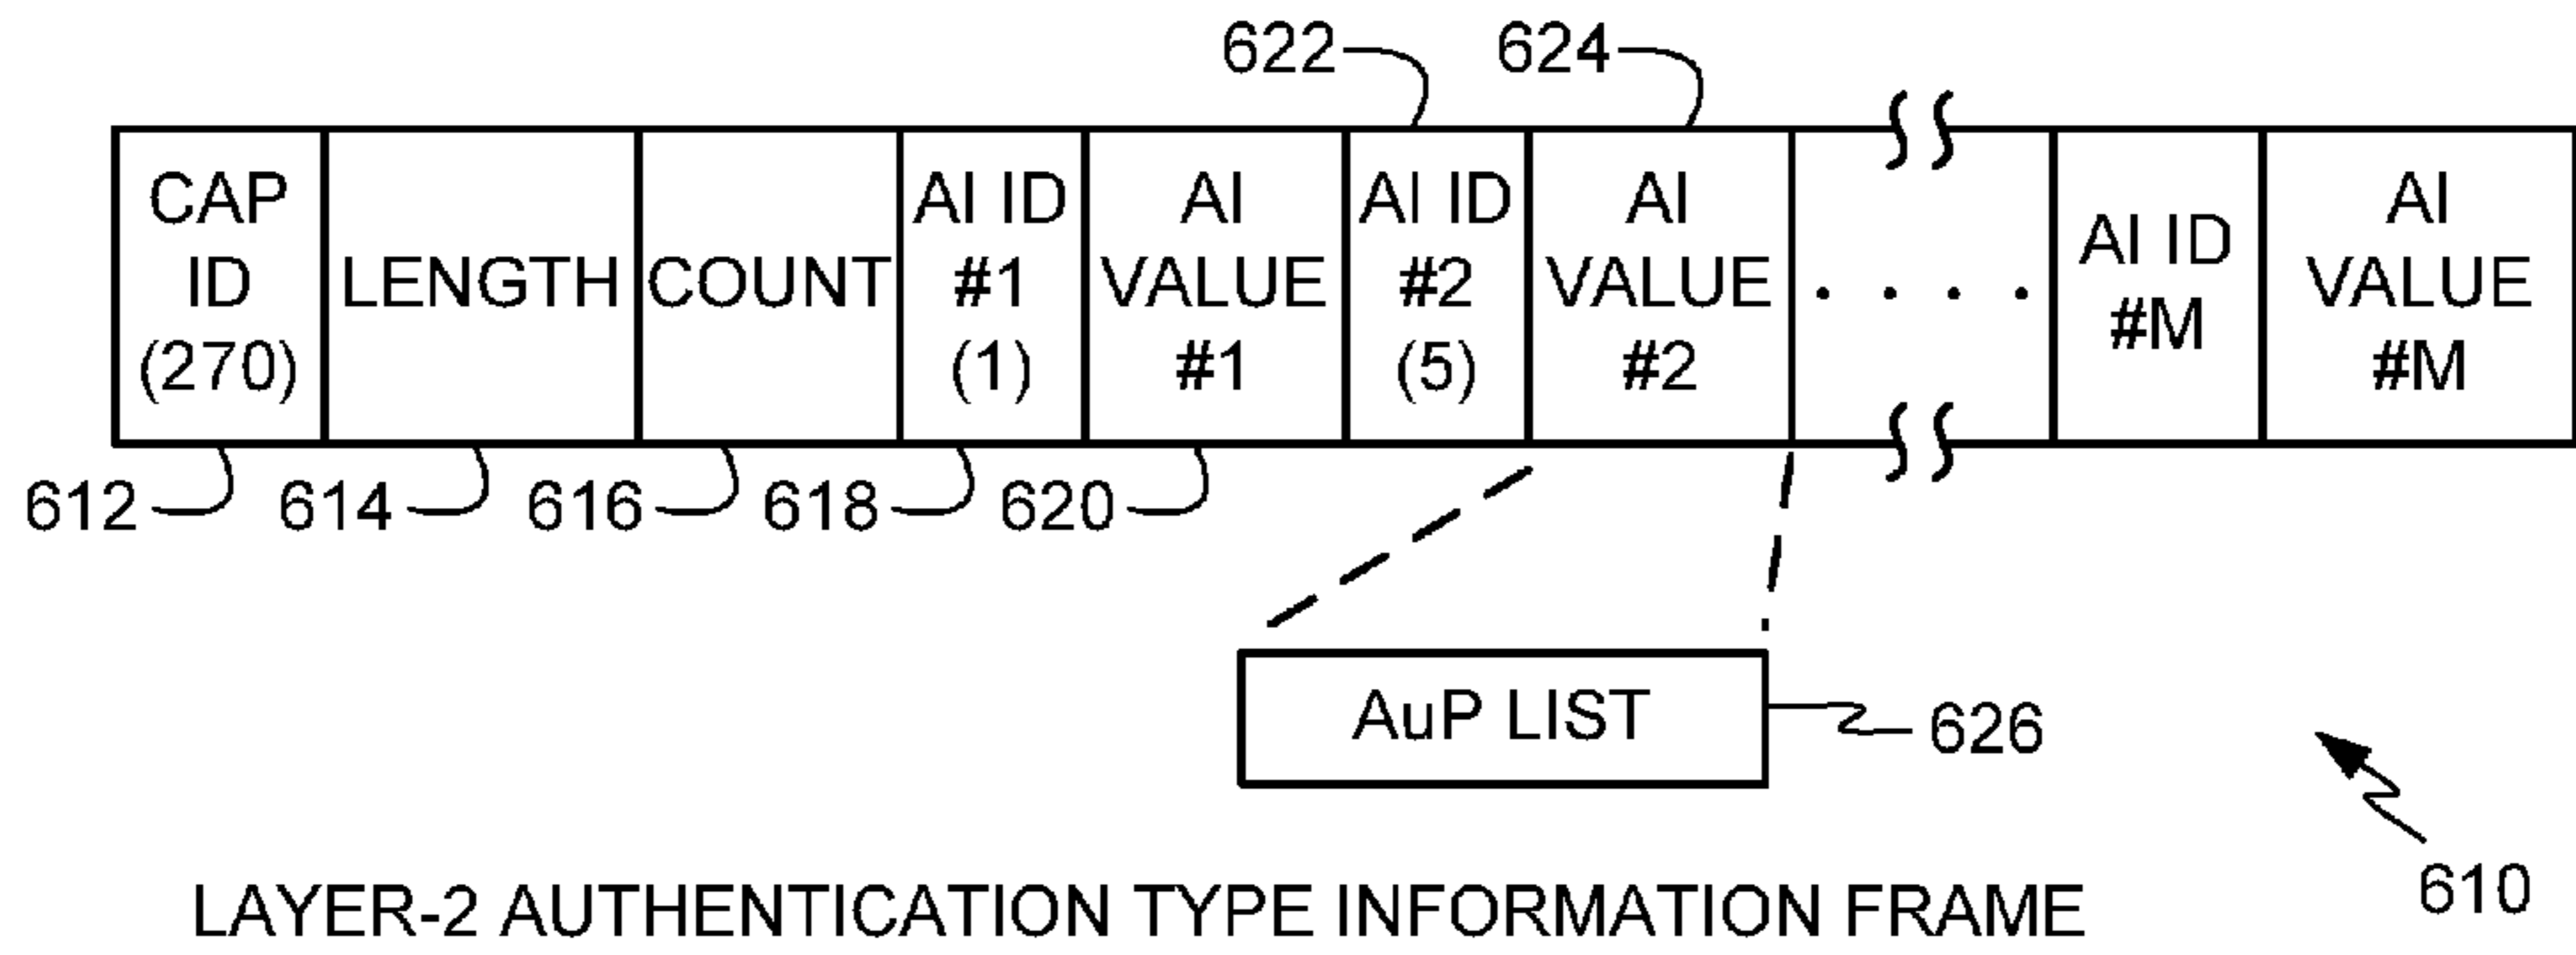 622 624
CAP ID (270)
LENGTH
COUNT
AI ID #1 (1)
AI VALUE #1
AI ID #2 (5)
AI VALUE #2
. . . .
AI ID #M
AI VALUE #M
612 614 616 618 620
AuP LIST
626
610
LAYER-2 AUTHENTICATION TYPE INFORMATION FRAME